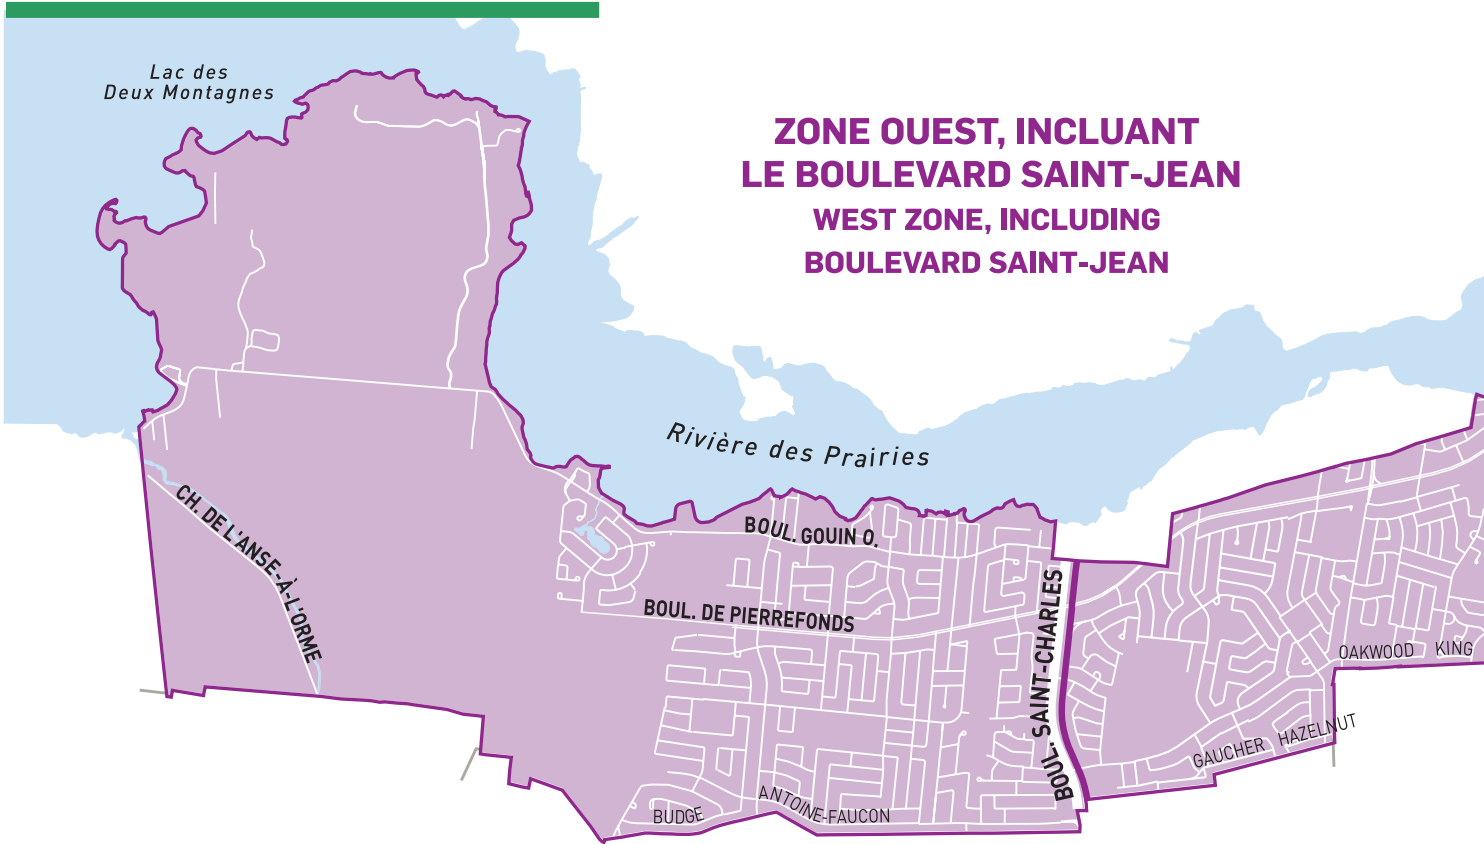 Lac des
Deux Montagnes
ZONE OUEST, INCLUANT
LE BOULEVARD SAINT-JEAN
WEST ZONE, INCLUDING
BOULEVARD SAINT-JEAN
Rivière des Prairies
CH. DE L'ANSE-À-L'ORME
BOUL. GOUIN O.
BOUL. DE PIERREFONDS
BOUL. SAINT-CHARLES
OAKWOOD
KING
GAUCHER
HAZELNUT
BUDGE
ANTOINE-FAUCON